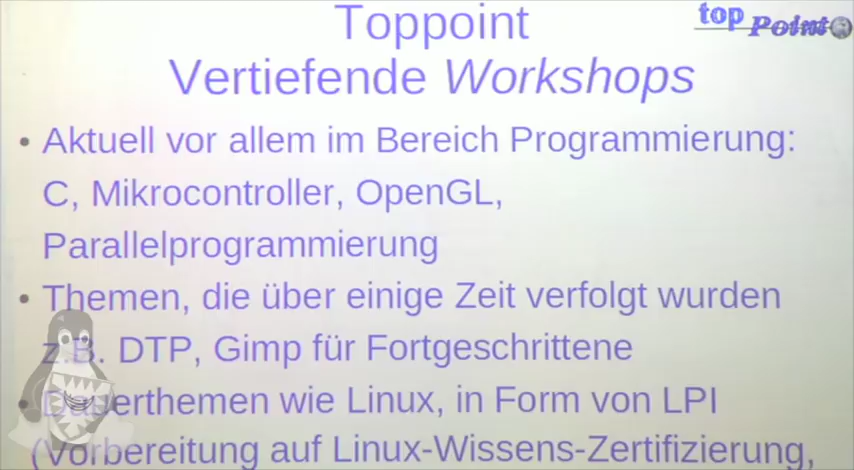 Toppoint
top Point
Vertiefende Workshops
• Aktuell vor allem im Bereich Programmierung:
C, Mikrocontroller, OpenGL,
Parallelprogrammierung
• Themen, die über einige Zeit verfolgt wurden
z.B. DTP, Gimp für Fortgeschrittene
• Dauerthemen wie Linux, in Form von LPI
(Vorbereitung auf Linux-Wissens-Zertifizierung,